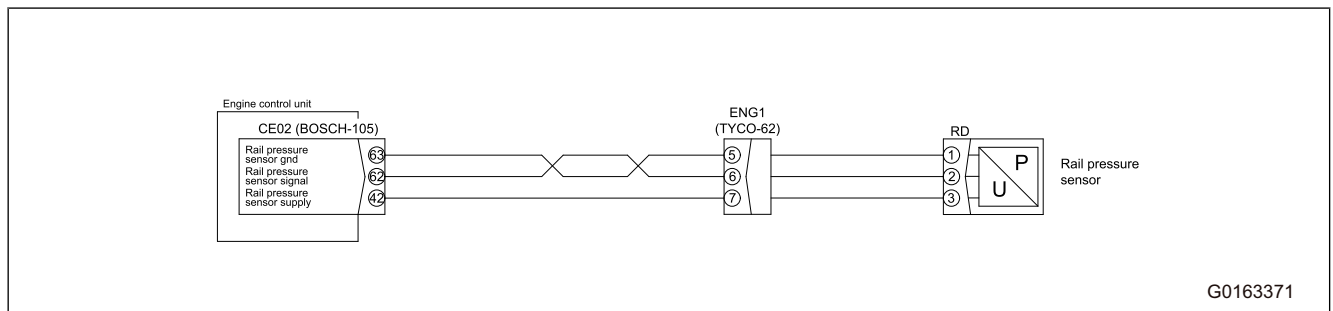 Engine control unit
CE02 (BOSCH-105)
Rail pressure
sensor gnd
63
Rail pressure
sensor signal
62
Rail pressure
sensor supply
42
ENG1
(TYCO-62)
5
6
7
RD
1
2
3
P
U
Rail pressure
sensor
G0163371